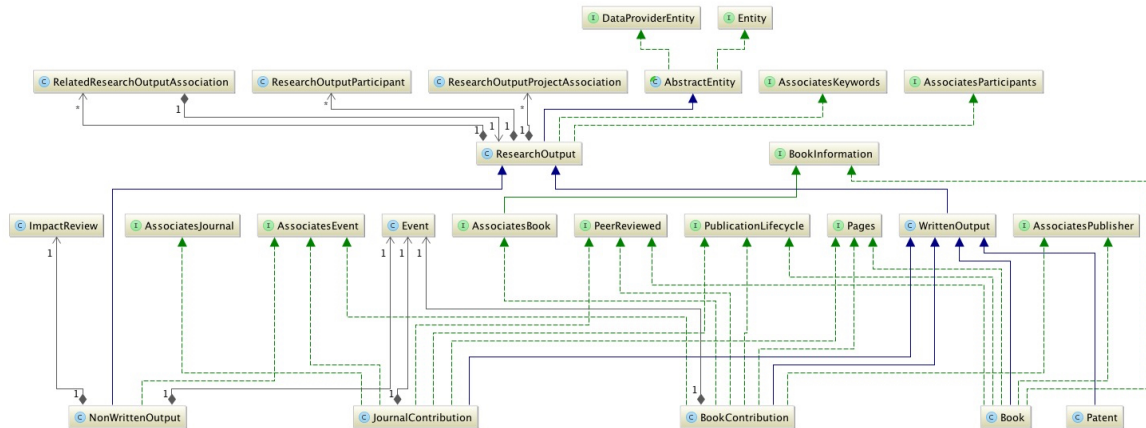 I DataProviderEntity I Entity
C RelatedResearchOutputAssociation C ResearchOutputParticipant C ResearchOutputProjectAssociation C AbstractEntity I AssociatesKeywords I AssociatesParticipants
* 1 * *
1 1 1 1
C ResearchOutput I BookInformation
C ImpactReview I AssociatesJournal I AssociatesEvent C Event I AssociatesBook I PeerReviewed I PublicationLifecycle I Pages C WrittenOutput I AssociatesPublisher
1 1 1 1
1 1 1 1
C NonWrittenOutput C JournalContribution C BookContribution C Book C Patent